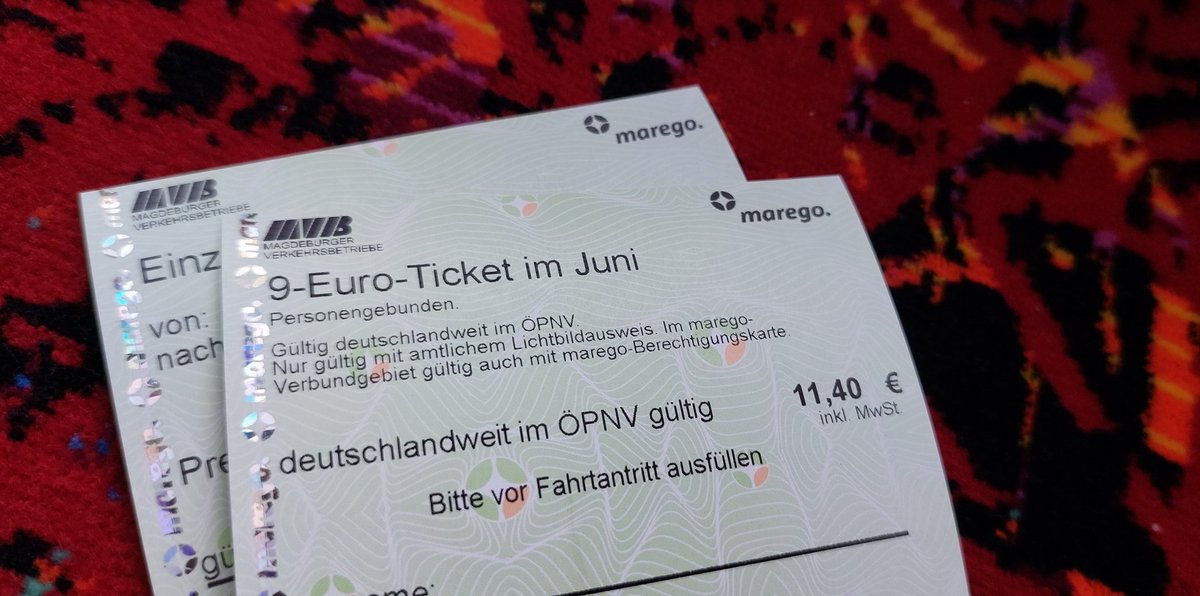 marego.
MVB
MAGDEBURGER
VERKEHRSBETRIEBE
Einz
von:
nach
Pre
gü
marego.
MVB
MAGDEBURGER
VERKEHRSBETRIEBE
9-Euro-Ticket im Juni
Personengebunden.
Gültig deutschlandweit im ÖPNV.
Nur gültig mit amtlichem Lichtbildausweis. Im marego-
Verbundgebiet gültig auch mit marego-Berechtigungskarte.
11,40 €
inkl. MwSt.
deutschlandweit im ÖPNV gültig
Bitte vor Fahrtantritt ausfüllen
ame: